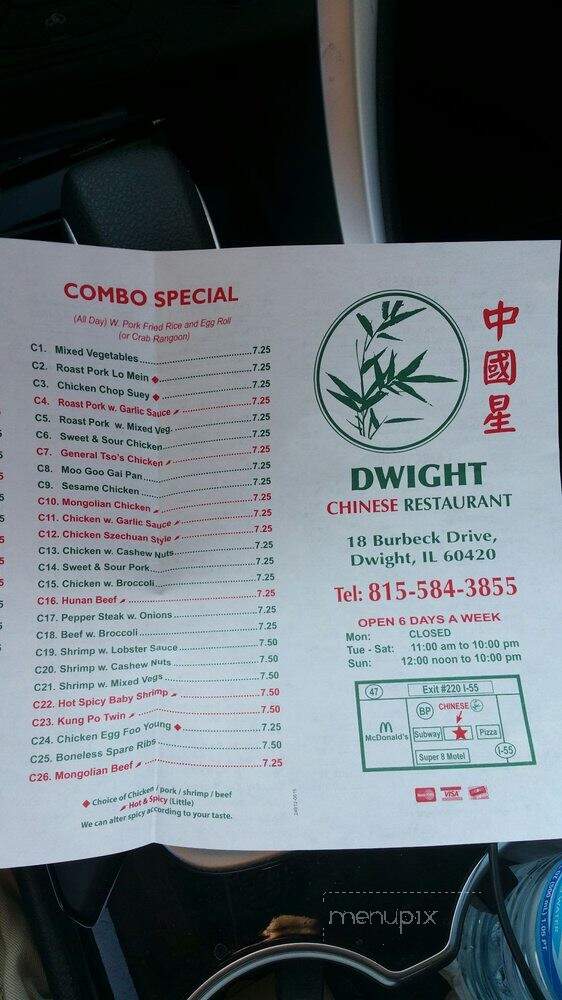 COMBO SPECIAL
(All Day) W. Pork Fried Rice and Egg Roll
(or Crab Rangoon)
C1. Mixed Vegetables 7.25
C2. Roast Pork Lo Mein 7.25
C3. Chicken Chop Suey 7.25
C4. Roast Pork w. Garlic Sauce 7.25
C5. Roast Pork w. Mixed Veg. 7.25
C6. Sweet & Sour Chicken 7.25
C7. General Tso's Chicken 7.25
C8. Moo Goo Gai Pan 7.25
C9. Sesame Chicken 7.25
C10. Mongolian Chicken 7.25
C11. Chicken w. Garlic Sauce 7.25
C12. Chicken Szechuan Style 7.25
C13. Chicken w. Cashew Nuts 7.25
C14. Sweet & Sour Pork 7.25
C15. Chicken w. Broccoli 7.25
C16. Hunan Beef 7.25
C17. Pepper Steak w. Onions 7.25
C18. Beef w. Broccoli 7.25
C19. Shrimp w. Lobster Sauce 7.50
C20. Shrimp w. Cashew Nuts 7.50
C21. Shrimp w. Mixed Vegs 7.50
C22. Hot Spicy Baby Shrimp 7.50
C23. Kung Po Twin 7.50
C24. Chicken Egg Foo Young 7.25
C25. Boneless Spare Ribs 7.50
C26. Mongolian Beef 7.25
◆ Choice of Chicken / pork / shrimp / beef
Hot & Spicy (Little)
We can alter spicy according to your taste.
中國星
DWIGHT
CHINESE RESTAURANT
18 Burbeck Drive,
Dwight, IL 60420
Tel: 815-584-3855
OPEN 6 DAYS A WEEK
Mon: CLOSED
Tue - Sat: 11:00 am to 10:00 pm
Sun: 12:00 noon to 10:00 pm
47 Exit #220 I-55
BP CHINESE
McDonald's Subway Pizza
Super 8 Motel I-55
VISA
menupix